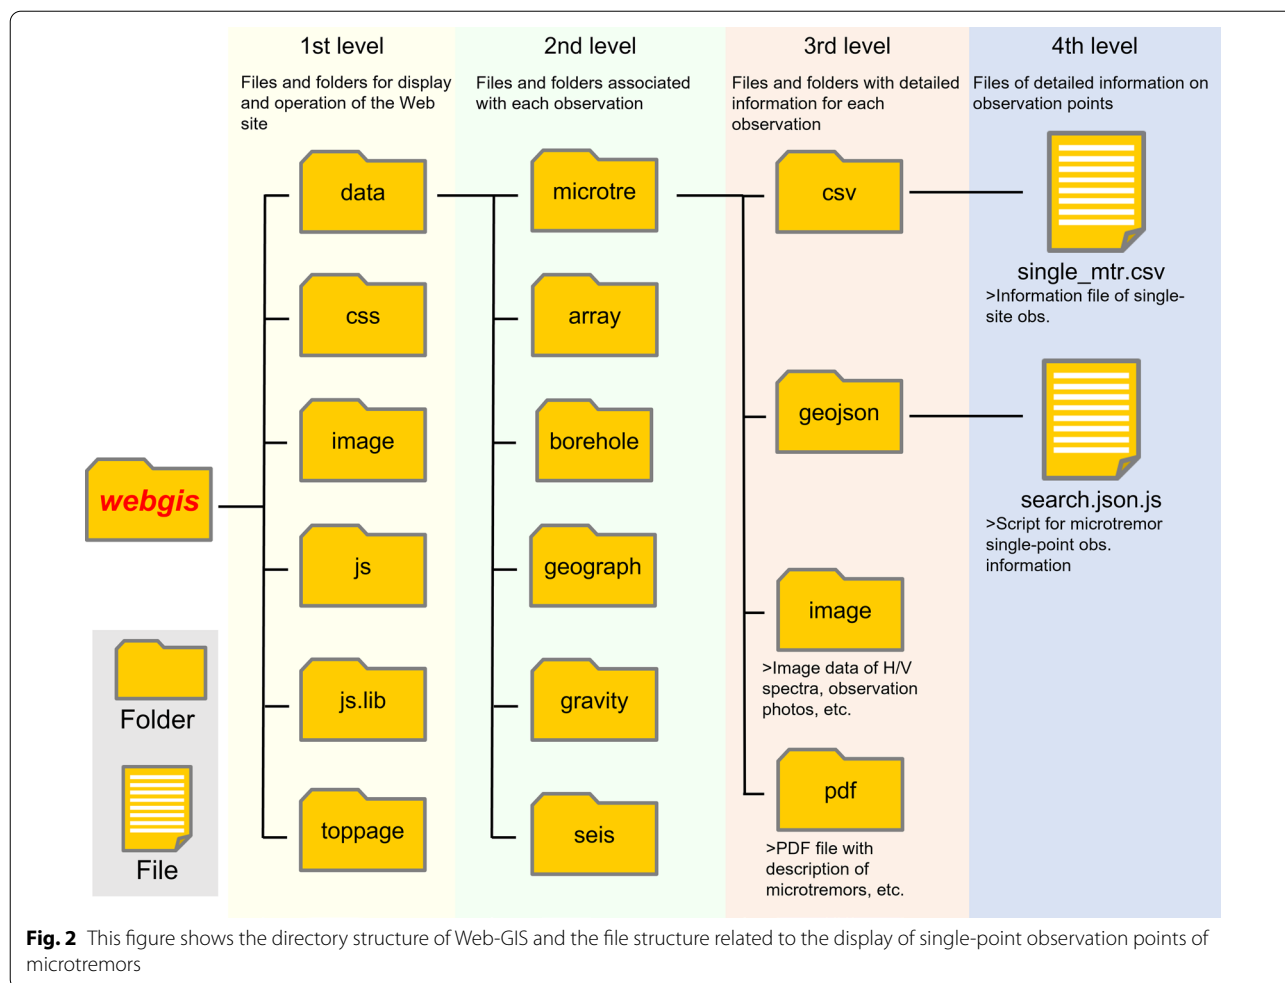 1st level
2nd level
3rd level
4th level
Files and folders for display
and operation of the Web
site
Files and folders associated
with each observation
Files and folders with detailed
information for each
observation
Files of detailed information on
observation points
webgis
data
css
image
js
js.lib
toppage
microtre
array
borehole
geograph
gravity
seis
csv
geojson
image
>Image data of H/V
spectra, observation
photos, etc.
pdf
>PDF file with
description of
microtremors, etc.
single_mtr.csv
>Information file of single-
site obs.
search.json.js
>Script for microtremor
single-point obs.
information
Folder
File
Fig. 2 This figure shows the directory structure of Web-GIS and the file structure related to the display of single-point observation points of
microtremors